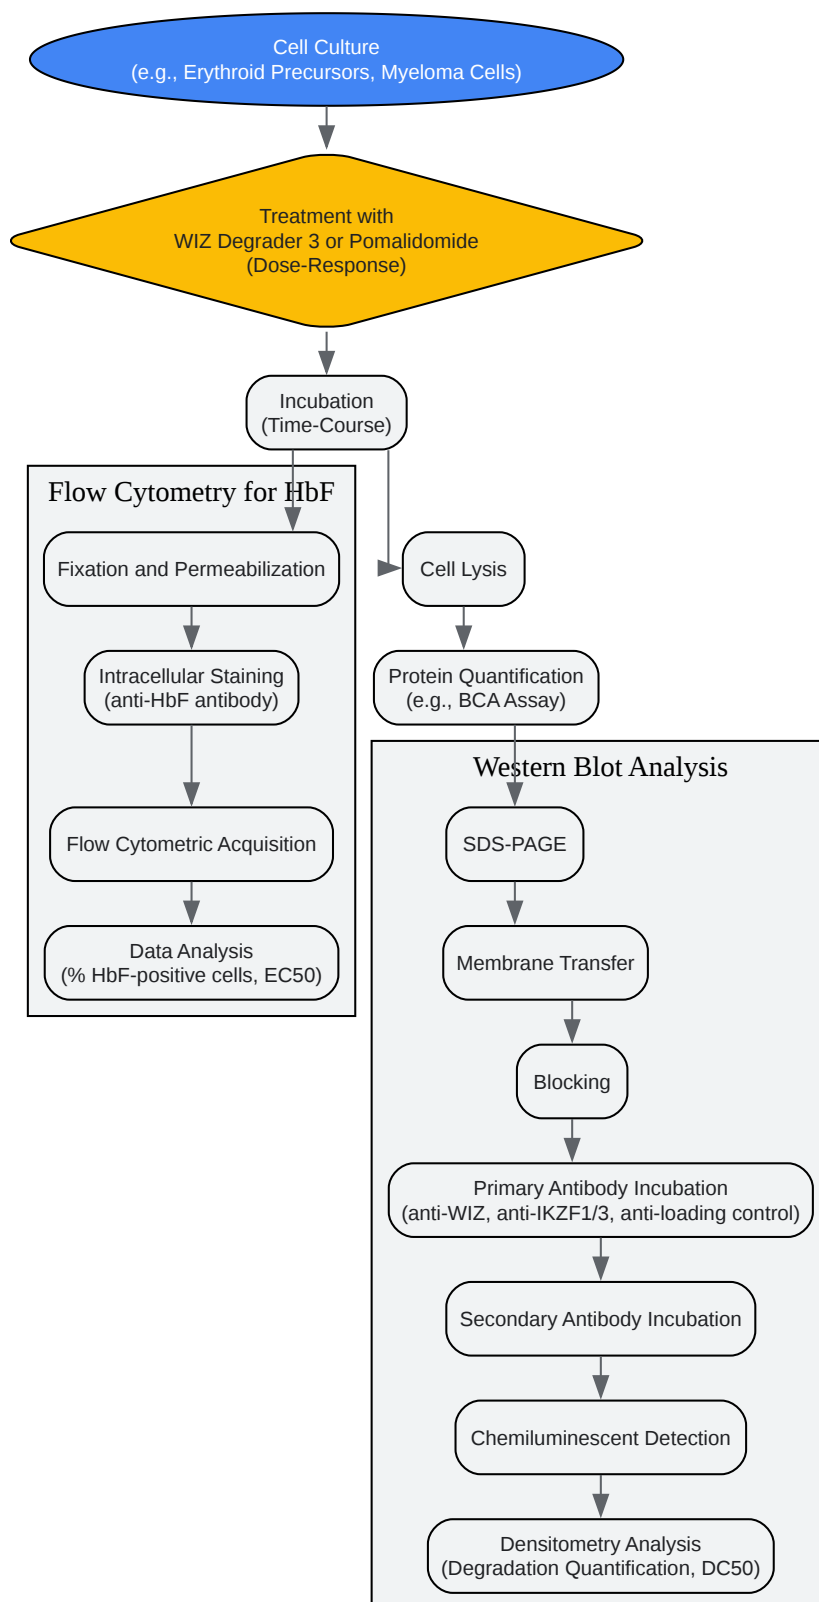 Cell Culture
(e.g., Erythroid Precursors, Myeloma Cells)
Treatment with
WIZ Degrader 3 or Pomalidomide
(Dose-Response)
Incubation
(Time-Course)
Flow Cytometry for HbF
Fixation and Permeabilization
Intracellular Staining
(anti-HbF antibody)
Flow Cytometric Acquisition
Data Analysis
(% HbF-positive cells, EC50)
Cell Lysis
Protein Quantification
(e.g., BCA Assay)
Western Blot Analysis
SDS-PAGE
Membrane Transfer
Blocking
Primary Antibody Incubation
(anti-WIZ, anti-IKZF1/3, anti-loading control)
Secondary Antibody Incubation
Chemiluminescent Detection
Densitometry Analysis
(Degradation Quantification, DC50)